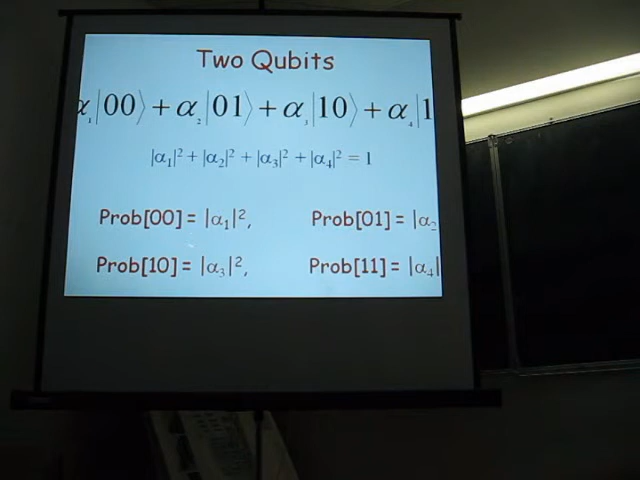 Two Qubits
α₁|00⟩ + α₂|01⟩ + α₃|10⟩ + α₄|1
|α₁|² + |α₂|² + |α₃|² + |α₄|² = 1
Prob[00] = |α₁|², Prob[01] = |α₂
Prob[10] = |α₃|², Prob[11] = |α₄|